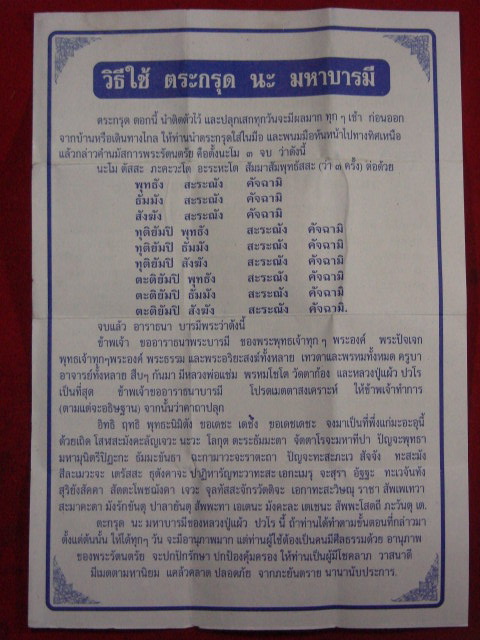 วิธีใช้ ตระกรุด นะ มหาบารมี
ตระกรุด ดอกนี้ นำติดตัวไว้ และปลุกเสกทุกวันจะมีผลมาก ทุก ๆ เช้า ก่อนออก
จากบ้านหรือเดินทางไกล ให้ท่านนำตระกรุดใส่ในมือ และพนมมือหันหน้าไปทางทิศเหนือ
แล้วกล่าวคำนมัสการพระรัตนตรัย คือตั้งนะโม ๓ จบ ว่าดังนี้
นะโม ตัสสะ ภะคะวะโต อะระหะโต สัมมาสัมพุทธัสสะ (ว่า ๓ ครั้ง) ต่อด้วย
พุทธัง สะระณัง คัจฉามิ
ธัมมัง สะระณัง คัจฉามิ
สังฆัง สะระณัง คัจฉามิ
ทุติยัมปิ พุทธัง สะระณัง คัจฉามิ
ทุติยัมปิ ธัมมัง สะระณัง คัจฉามิ
ทุติยัมปิ สังฆัง สะระณัง คัจฉามิ
ตะติยัมปิ พุทธัง สะระณัง คัจฉามิ
ตะติยัมปิ ธัมมัง สะระณัง คัจฉามิ
ตะติยัมปิ สังฆัง สะระณัง คัจฉามิ.
จบแล้ว อาราธนา บารมีพระว่าดังนี้
ข้าพเจ้า ขออาราธนาพระบารมี ของพระพุทธเจ้าทุก ๆ พระองค์ พระปัจเจก
พุทธเจ้าทุกๆพระองค์ พระธรรม และพระอริยะสงฆ์ทั้งหลาย เทวดาและพรหมทั้งหมด ครูบา
อาจารย์ทั้งหลาย สืบๆ กันมา มีหลวงพ่อแช่ม พรหมโชโต วัดตาก้อง และหลวงปู่แผ้ว ปวโร
เป็นที่สุด ข้าพเจ้าขออาราธนาบารมี โปรดเมตตาสงเคราะห์ ให้ข้าพเจ้าทำการ
(ตามแต่จะอธิษฐาน) จากนั้นว่าคาถาปลุก
อิทธิ ฤทธิ พุทธะนิมิตัง ขอเดชะ เดชัง ขอเดชเดชะ จงมาเป็นที่พึ่งแก่มะอะอุนี้
ด้วยเถิด โสฬสะมังคะลัญเจวะ นะวะ โลกุต ตะระธัมมะตา จัตตาโรจะมหาทีปา ปัญจะพุทธา
มหามุนีตรีปิฎกะ ธัมมะขันธา ฉะกามาวะจะราตะถา ปัญจะทะสะภะเว สัจจัง ทะสะมัง
สีละเมวะจะ เตรัสสะ ธุตังคาจะ ปาฏิหารัญทะวาทะสะ เอกะเมรุ จะสุรา อัฐฐะ ทะเวจันทัง
สุริยังสัคคา สัตตะโพชฌังคา เจวะ จุลทัสสะจักรวัตติจะ เอกาทะสะวิษณุ ราชา สัพเพเทวา
สะมาคะตา มังรักขันตุ ปาลายันตุ สัพพะทา เอเตนะ มังคะละ เตเชนะ สัพพะโสตถี ภะวันตุ เต.
ตะกรุด นะ มหาบารมีของหลวงปู่แผ้ว ปวโร นี้ ถ้าท่านได้ทำตามขั้นตอนที่กล่าวมา
ตั้งแต่ต้นนั้น ให้ได้ทุกๆ วัน จะมีอานุภาพมาก แต่ท่านผู้ใช้ต้องเป็นคนมีศีลธรรมด้วย อานุภาพ
ของพระรัตนตรัย จะปกปักรักษา ปกป้องคุ้มครอง ให้ท่านเป็นผู้มีโชคลาภ วาสนาดี
มีเมตตามหานิยม แคล้วคลาด ปลอดภัย จากภะยันตราย นานานับประการ.